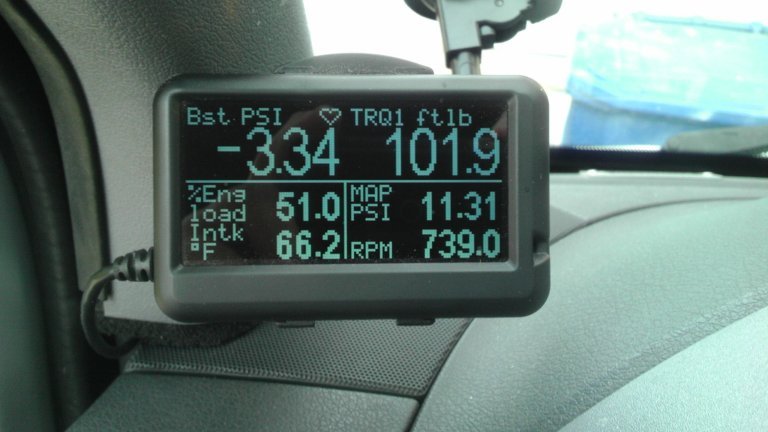 Bst PSI ♡ TRQ1 ftlb
-3.34 101.9
%Eng load 51.0
MAP PSI 11.31
Intk °F 66.2
RPM 739.0